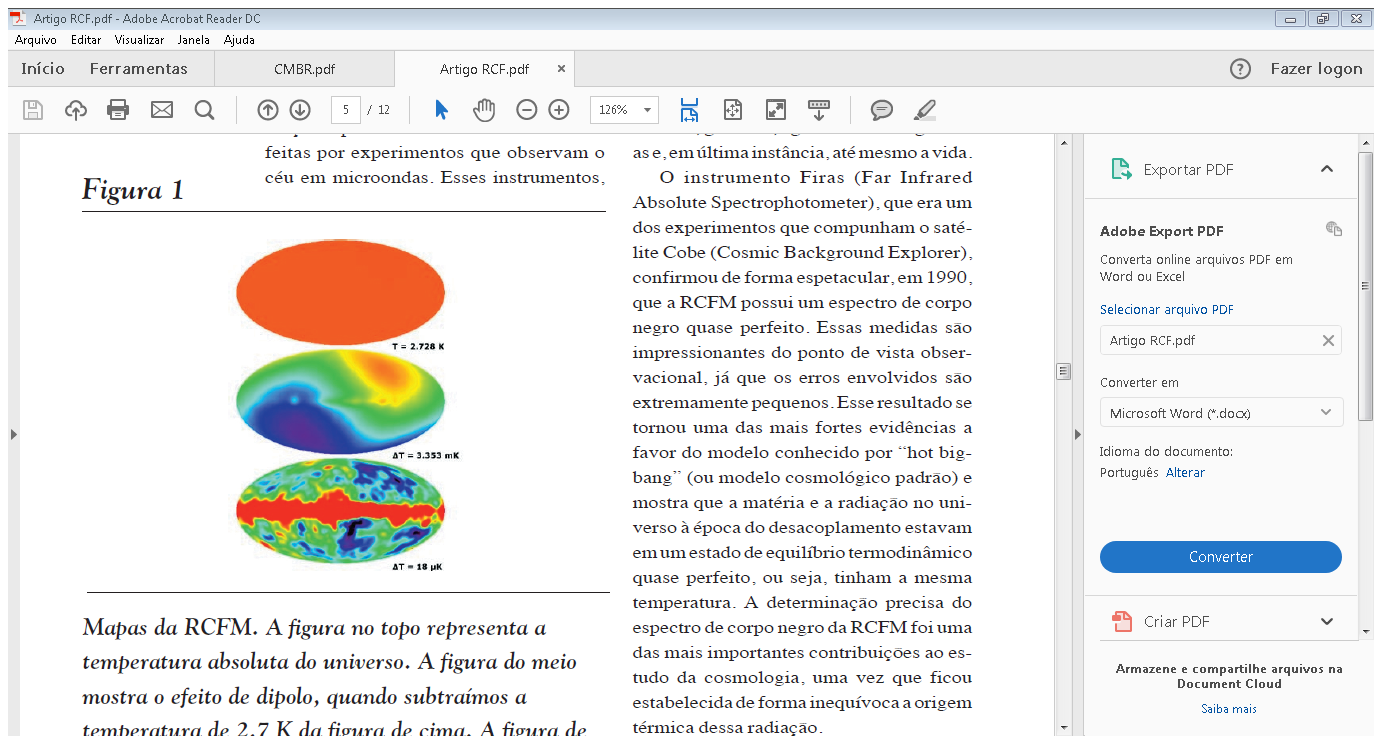 Artigo RCF.pdf - Adobe Acrobat Reader DC
Arquivo Editar Visualizar Janela Ajuda
Início Ferramentas CMBR.pdf Artigo RCF.pdf × ? Fazer logon
5 / 12 126%
feitas por experimentos que observam o
céu em microondas. Esses instrumentos,
Figura 1
T = 2.728 K
ΔT = 3.353 mK
ΔT = 18 μK
Mapas da RCFM. A figura no topo representa a
temperatura absoluta do universo. A figura do meio
mostra o efeito de dipolo, quando subtraímos a
temperatura de 2,7 K da figura de cima. A figura de
as e, em última instância, até mesmo a vida.
O instrumento Firas (Far Infrared
Absolute Spectrophotometer), que era um
dos experimentos que compunham o saté-
lite Cobe (Cosmic Background Explorer),
confirmou de forma espetacular, em 1990,
que a RCFM possui um espectro de corpo
negro quase perfeito. Essas medidas são
impressionantes do ponto de vista obser-
vacional, já que os erros envolvidos são
extremamente pequenos. Esse resultado se
tornou uma das mais fortes evidências a
favor do modelo conhecido por “hot big-
bang” (ou modelo cosmológico padrão) e
mostra que a matéria e a radiação no uni-
verso à época do desacoplamento estavam
em um estado de equilíbrio termodinâmico
quase perfeito, ou seja, tinham a mesma
temperatura. A determinação precisa do
espectro de corpo negro da RCFM foi uma
das mais importantes contribuições ao es-
tudo da cosmologia, uma vez que ficou
estabelecida de forma inequívoca a origem
térmica dessa radiação.
Exportar PDF
Adobe Export PDF
Converta online arquivos PDF em
Word ou Excel
Selecionar arquivo PDF
Artigo RCF.pdf
Converter em
Microsoft Word (*.docx)
Idioma do documento:
Português Alterar
Converter
Criar PDF
Armazene e compartilhe arquivos na
Document Cloud
Saiba mais